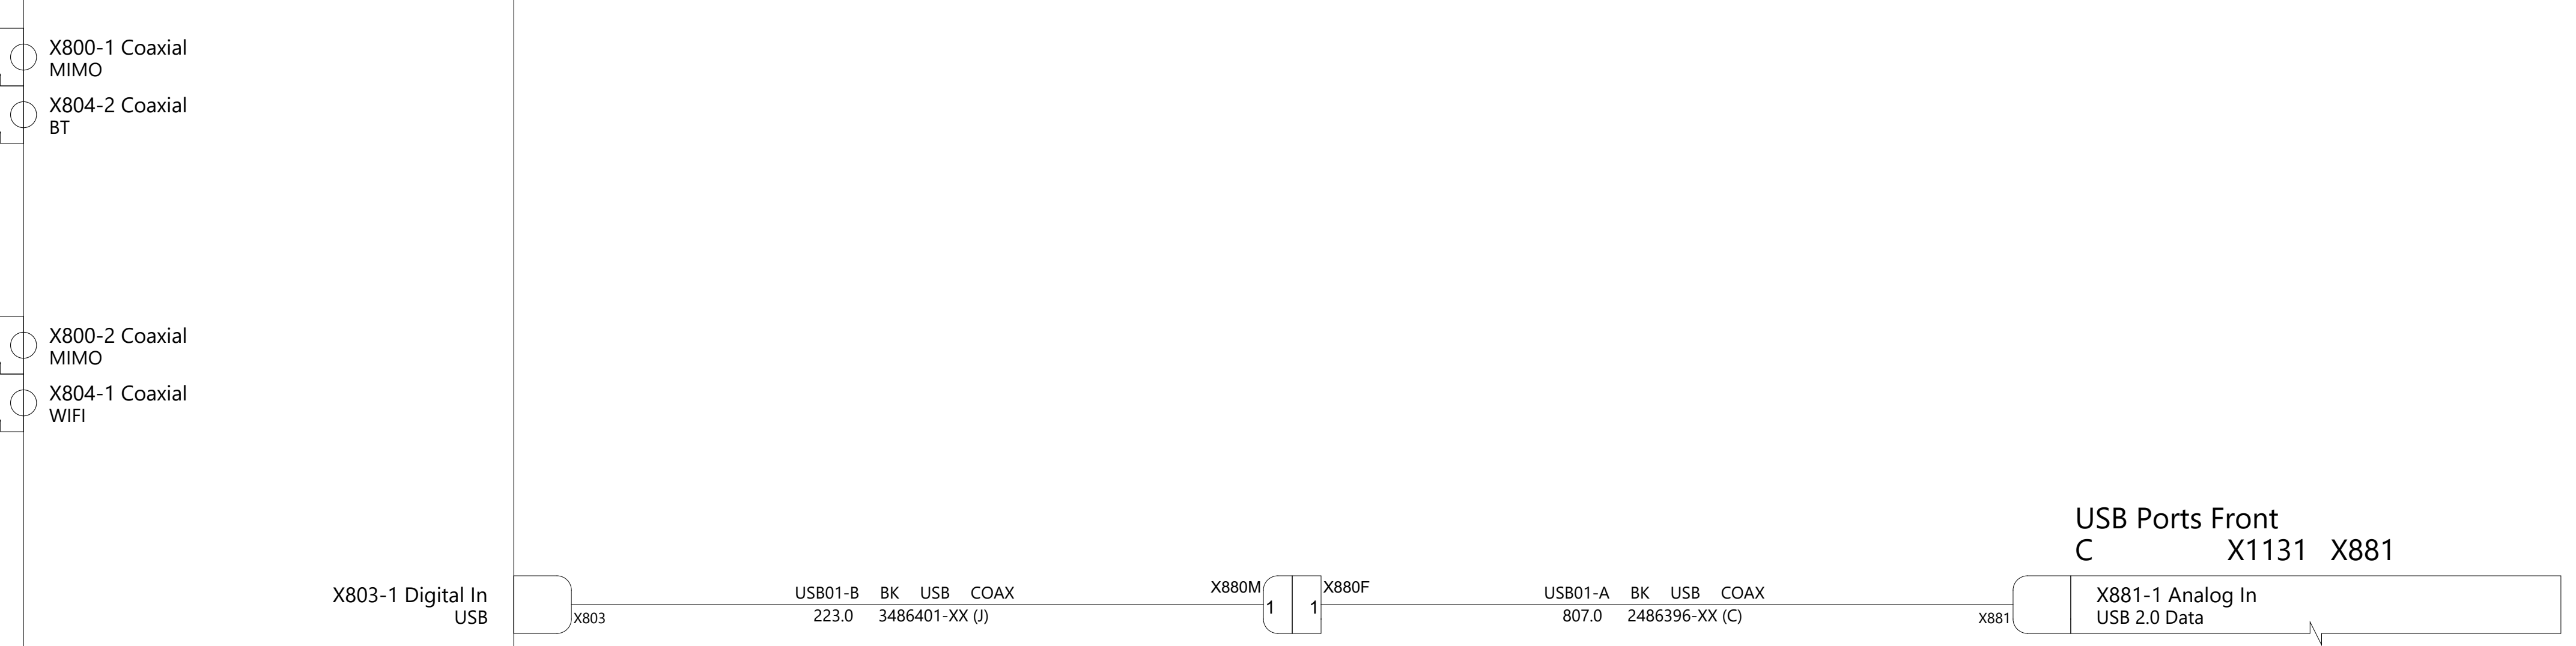 X800-1 Coaxial
MIMO
X804-2 Coaxial
BT
X800-2 Coaxial
MIMO
X804-1 Coaxial
WIFI
USB Ports Front
C X1131 X881
X803-1 Digital In
USB
X803
USB01-B BK USB COAX
223.0 3486401-XX (J)
X880M
1
1
X880F
USB01-A BK USB COAX
807.0 2486396-XX (C)
X881
X881-1 Analog In
USB 2.0 Data